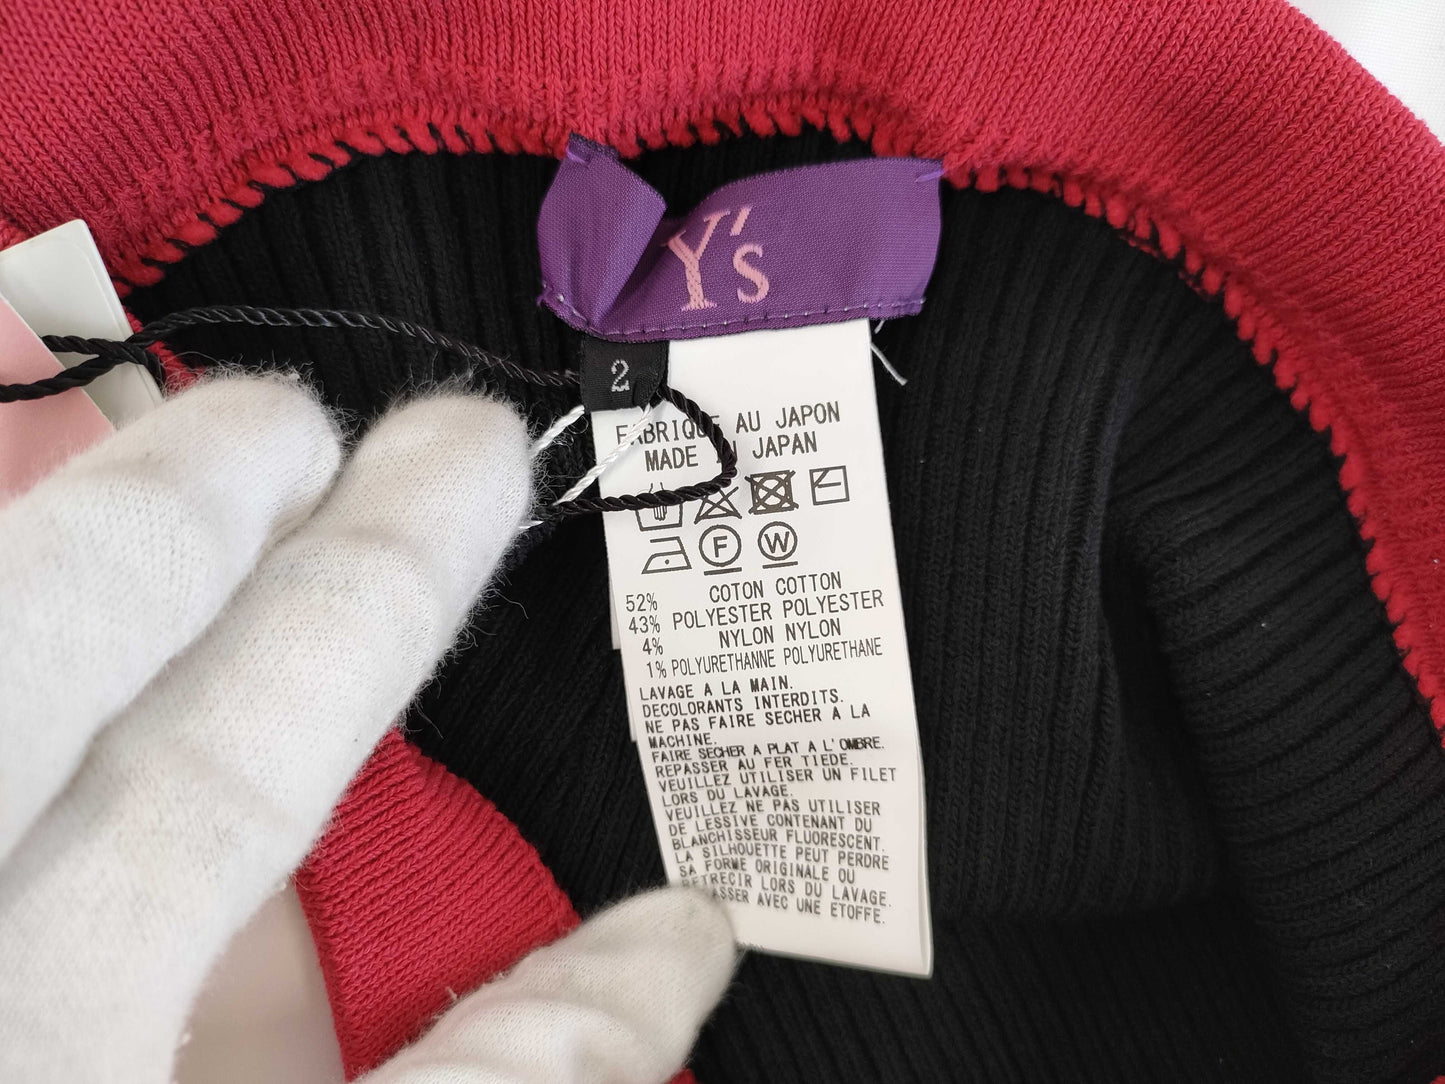 Y's
2
FABRIQUE AU JAPON
MADE IN JAPAN
F W
52% COTON COTTON
43% POLYESTER POLYESTER
4% NYLON NYLON
1% POLYURETHANNE POLYURETHANE
LAVAGE A LA MAIN.
DECOLORANTS INTERDITS.
NE PAS FAIRE SECHER A LA
MACHINE.
FAIRE SECHER A PLAT A L'OMBRE.
REPASSER AU FER TIEDE.
VEUILLEZ UTILISER UN FILET
LORS DU LAVAGE.
VEUILLEZ NE PAS UTILISER
DE LESSIVE CONTENANT DU
BLANCHISSEUR FLUORESCENT.
LA SILHOUETTE PEUT PERDRE
SA FORME ORIGINALE OU
RETRECIR LORS DU LAVAGE.
AVEC UNE ETOFFE.